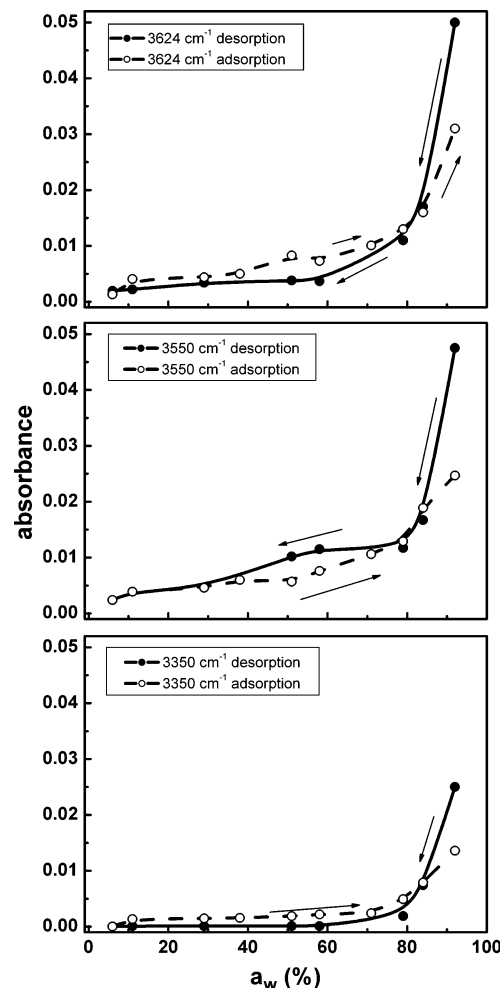 0.05
3624 cm⁻¹ desorption
3624 cm⁻¹ adsorption
0.04
0.03
0.02
0.01
0.00
0.05
3550 cm⁻¹ desorption
3550 cm⁻¹ adsorption
0.04
0.03
0.02
0.01
0.00
absorbance
0.05
3350 cm⁻¹ desorption
3350 cm⁻¹ adsorption
0.04
0.03
0.02
0.01
0.00
0 20 40 60 80 100
a_w (%)